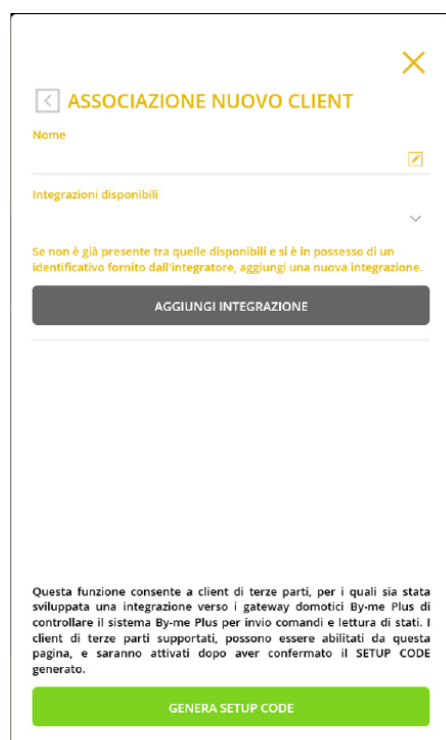 ASSOCIAZIONE NUOVO CLIENT
Nome
Integrazioni disponibili
Se non è già presente tra quelle disponibili e si è in possesso di un
identificativo fornito dall'integratore, aggiungi una nuova integrazione.
AGGIUNGI INTEGRAZIONE
Questa funzione consente a client di terze parti, per i quali sia stata
sviluppata una integrazione verso i gateway domotici By-me Plus di
controllare il sistema By-me Plus per invio comandi e lettura di stati. I
client di terze parti supportati, possono essere abilitati da questa
pagina, e saranno attivati dopo aver confermato il SETUP CODE
generato.
GENERA SETUP CODE